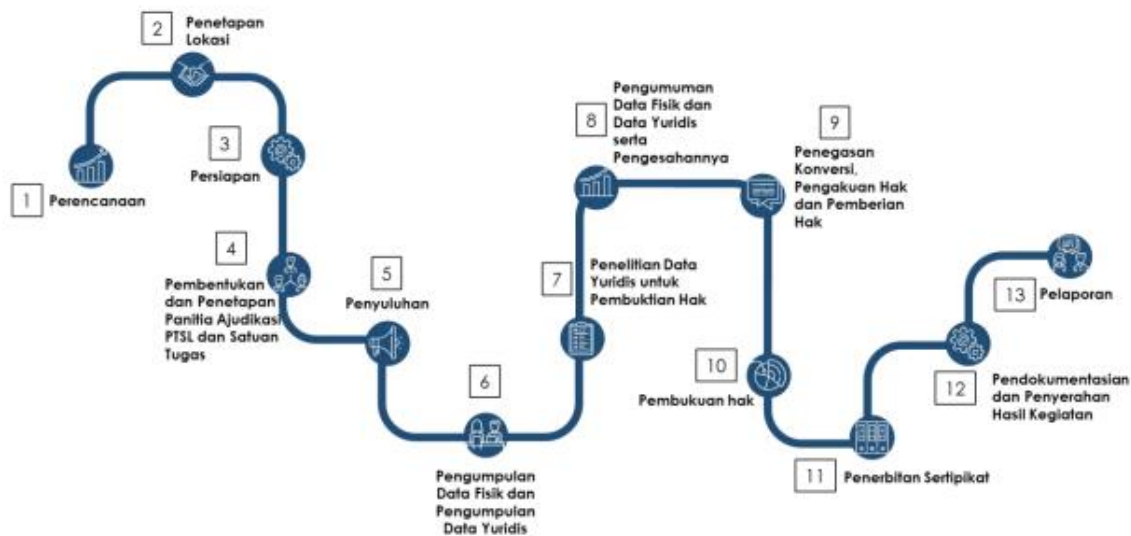 1
Perencanaan
2
Penetapan
Lokasi
3
Persiapan
4
Pembentukan
dan Penetapan
Panitia Ajudikasi
PTSL dan Satuan
Tugas
5
Penyuluhan
6
Pengumpulan
Data Fisik dan
Pengumpulan
Data Yuridis
7
Penelitian Data
Yuridis untuk
Pembuktian Hak
8
Pengumuman
Data Fisik dan
Data Yuridis
serta
Pengesahannya
9
Penegasan
Konversi,
Pengakuan Hak
dan Pemberian
Hak
10
Pembukuan hak
11
Penerbitan Sertipikat
12
Pendokumentasian
dan Penyerahan
Hasil Kegiatan
13
Pelaporan